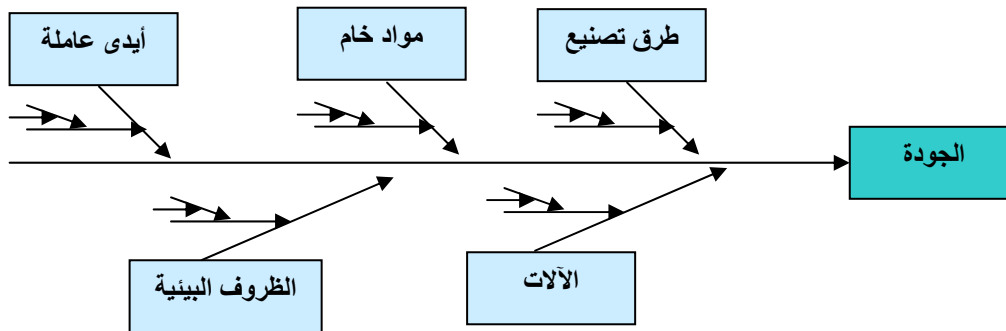 أيدى عاملة
مواد خام
طرق تصنيع
الجودة
الظروف البيئية
الآلات